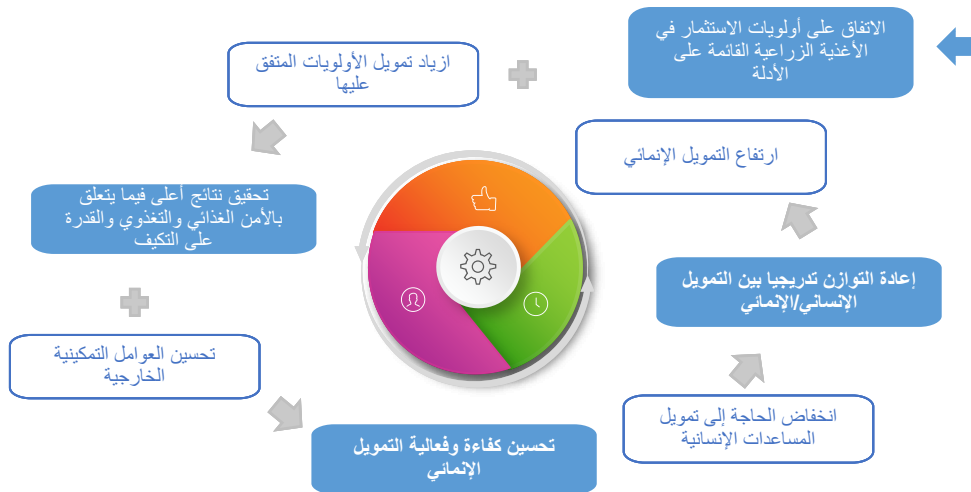 الاتفاق على أولويات الاستثمار في
الأغذية الزراعية القائمة على
الأدلة
ازياد تمويل الأولويات المتفق
عليها
تحقيق نتائج أعلى فيما يتعلق
بالأمن الغذائي والتغذوي والقدرة
على التكيف
تحسين العوامل التمكينية
الخارجية
تحسين كفاءة وفعالية التمويل
الإنمائي
انخفاض الحاجة إلى تمويل
المساعدات الإنسانية
إعادة التوازن تدريجيا بين التمويل
الإنساني/الإنمائي
ارتفاع التمويل الإنمائي